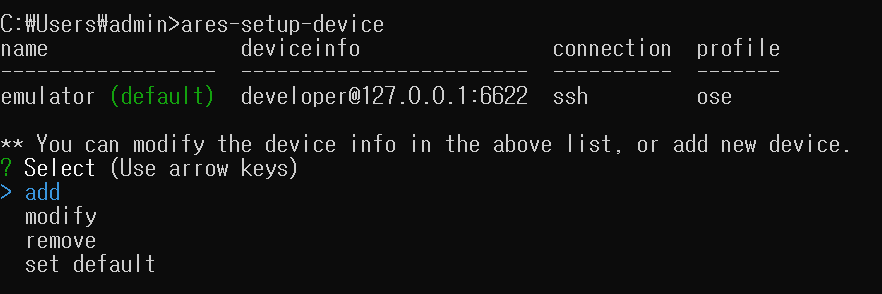 C:₩Users₩admin>ares-setup-device
name                deviceinfo                connection  profile
------------------  ------------------------  ----------  -------
emulator (default)  developer@127.0.0.1:6622  ssh         ose
** You can modify the device info in the above list, or add new device.
? Select (Use arrow keys)
> add
  modify
  remove
  set default